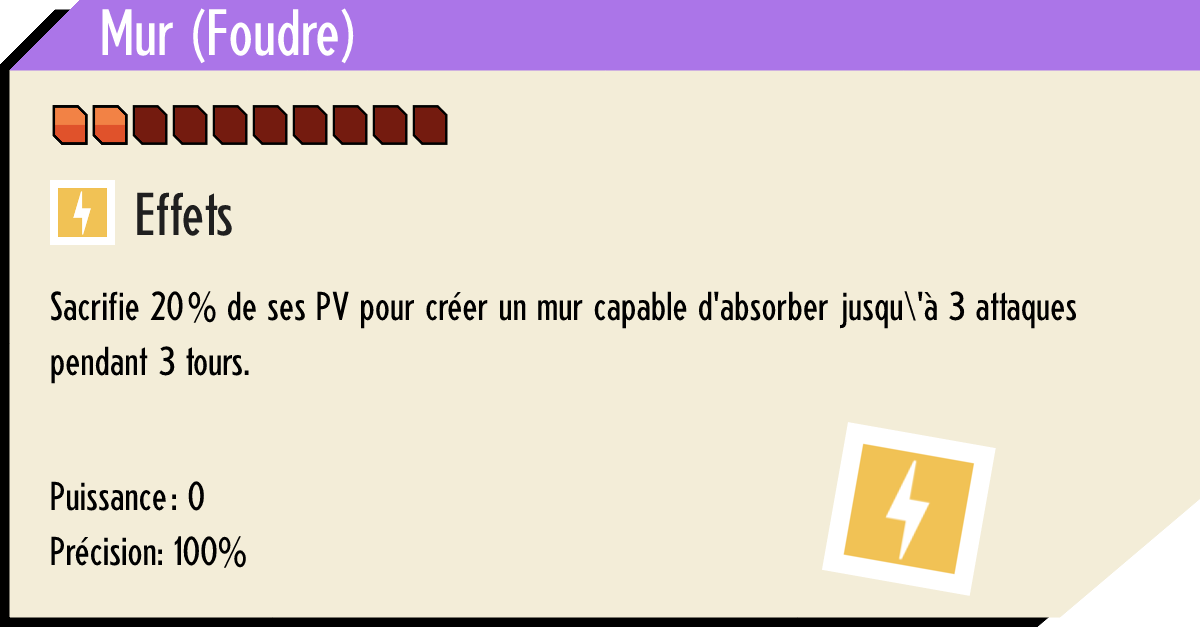 Mur (Foudre)
Effets
Sacrifie 20% de ses PV pour créer un mur capable d'absorber jusqu\'à 3 attaques
pendant 3 tours.
Puissance: 0
Précision: 100%